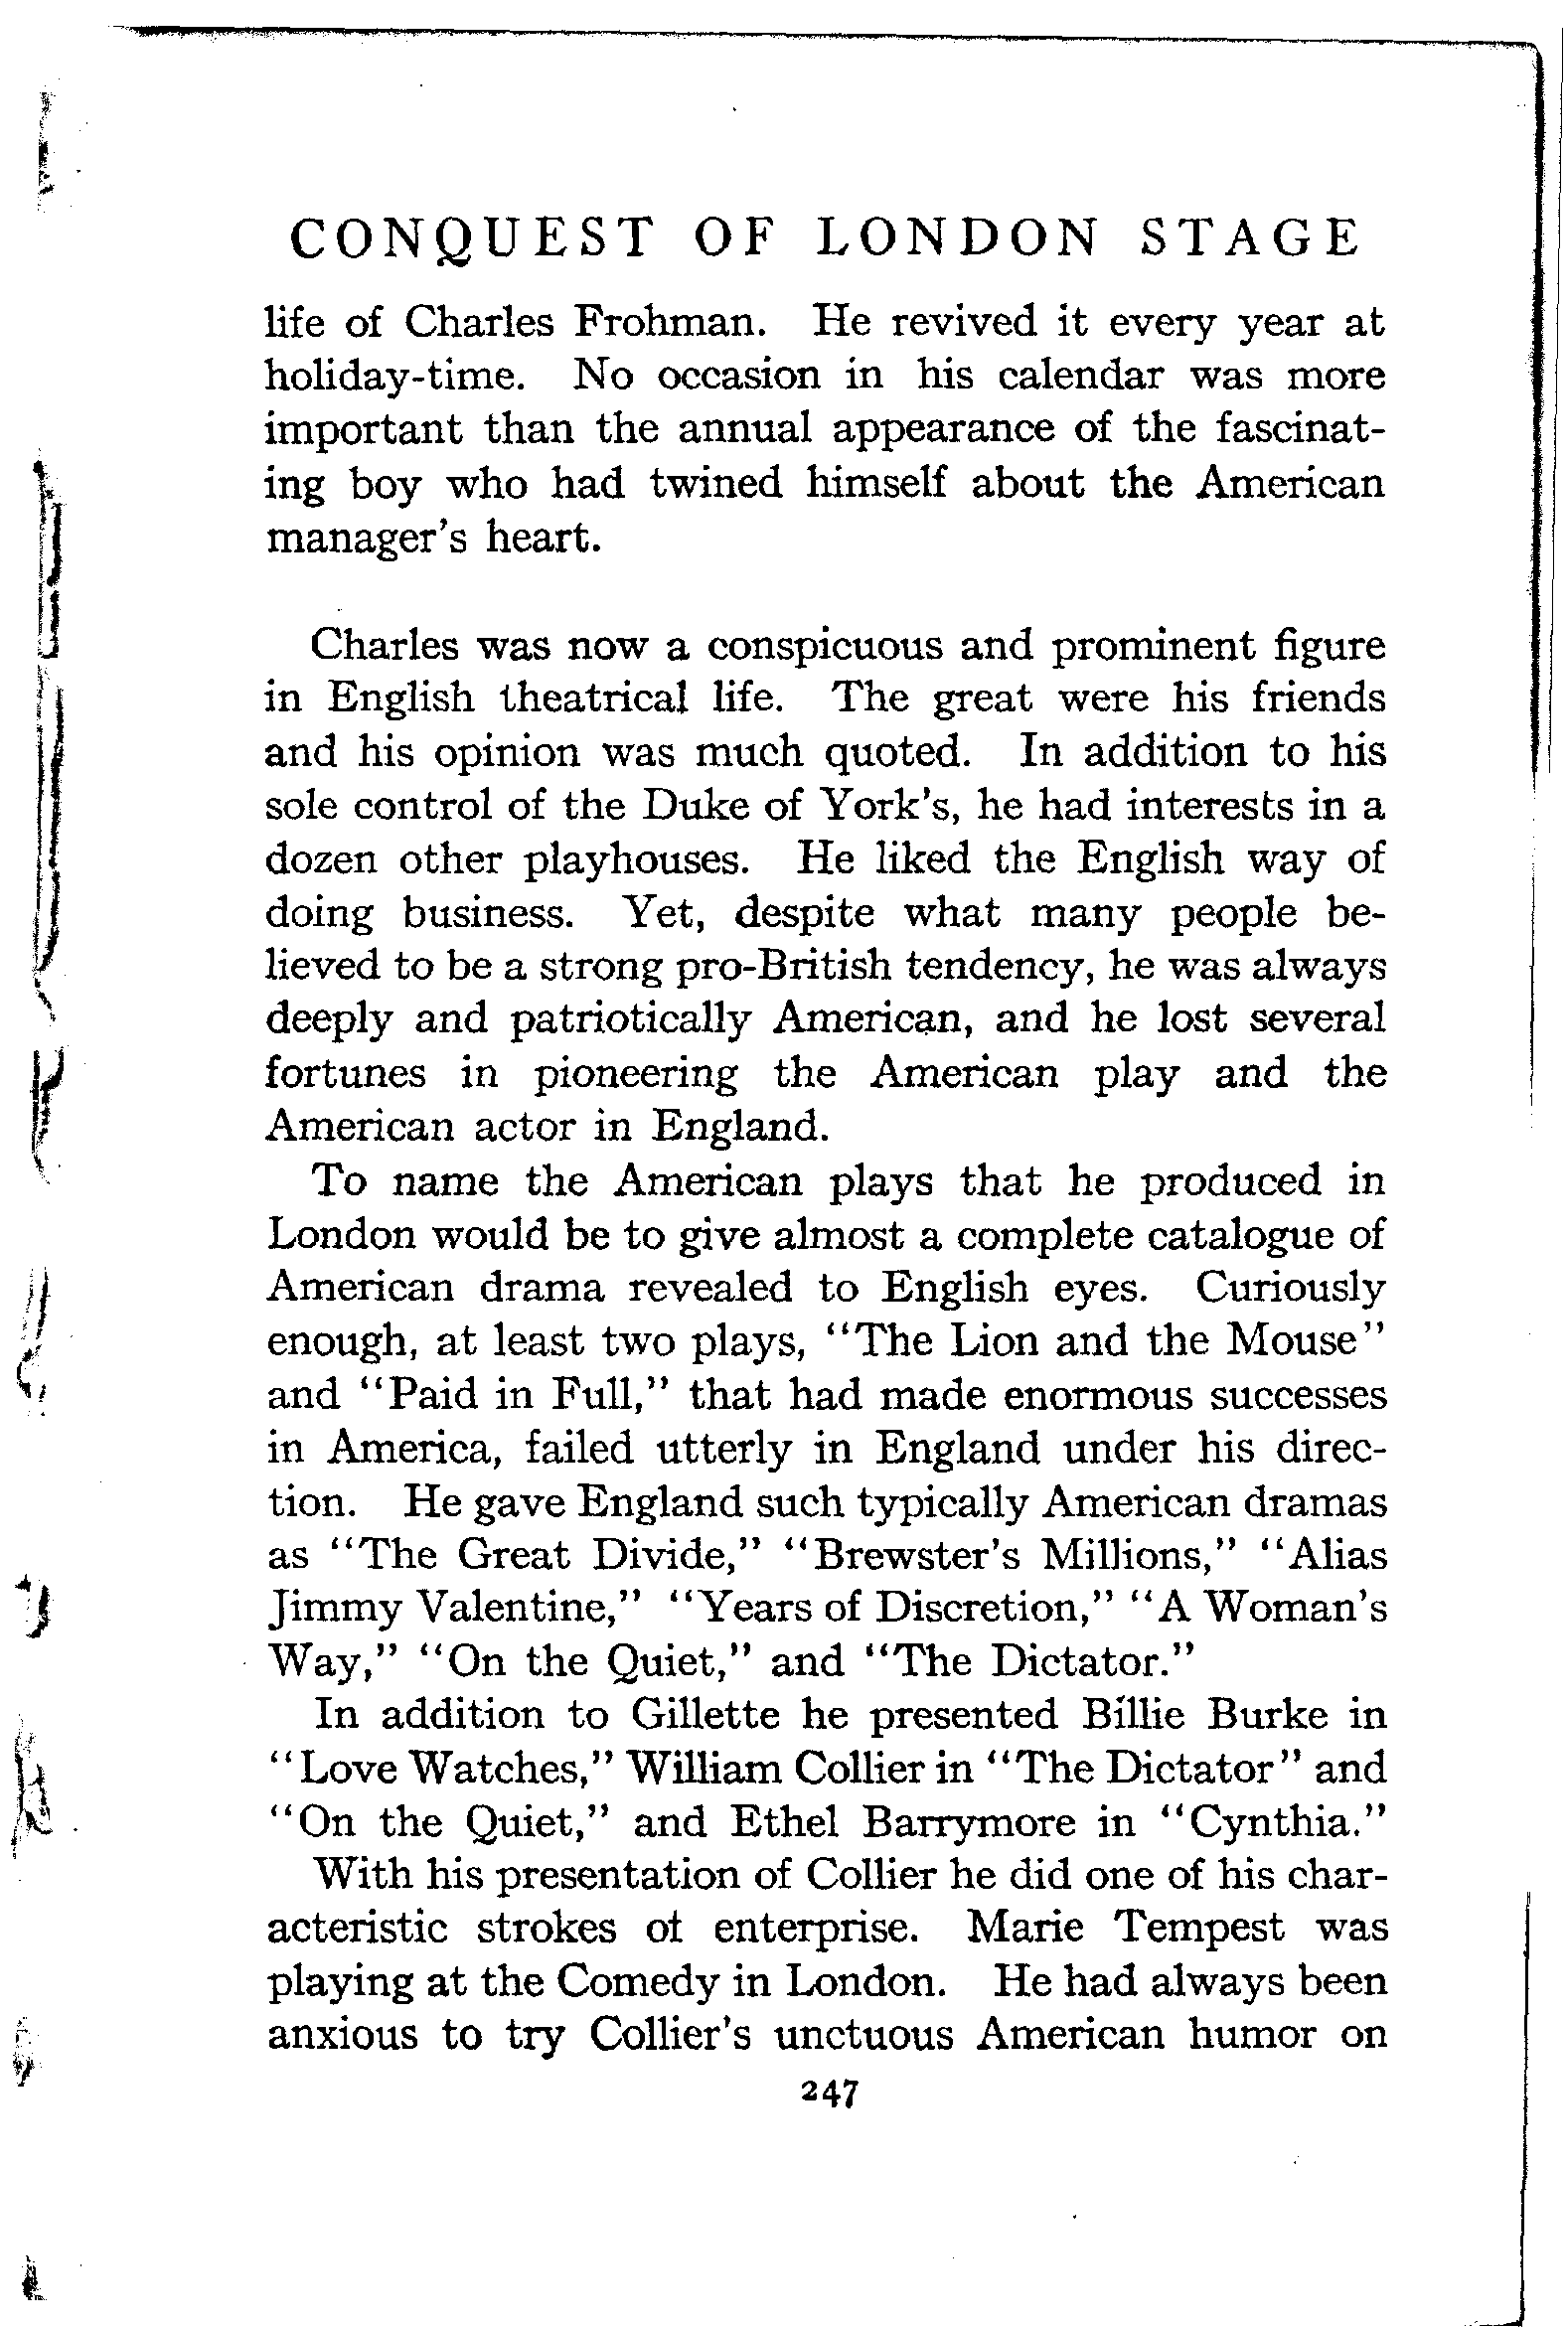 CONQUEST OF LONDON STAGE
life of Charles Frohman. He revived it every year at
holiday-time. No occasion in his calendar was more
important than the annual appearance of the fascinat-
ing boy who had twined himself about the American
manager's heart.
Charles was now a conspicuous and prominent figure
in English theatrical life. The great were his friends
and his opinion was much quoted. In addition to his
sole control of the Duke of York's, he had interests in a
dozen other playhouses. He liked the English way of
doing business. Yet, despite what many people be-
lieved to be a strong pro-British tendency, he was always
deeply and patriotically American, and he lost several
fortunes in pioneering the American play and the
American actor in England.
To name the American plays that he produced in
London would be to give almost a complete catalogue of
American drama revealed to English eyes. Curiously
enough, at least two plays, "The Lion and the Mouse"
and "Paid in Full," that had made enormous successes
in America, failed utterly in England under his direc-
tion. He gave England such typically American dramas
as "The Great Divide," "Brewster's Millions," "Alias
Jimmy Valentine," "Years of Discretion," "A Woman's
Way," "On the Quiet," and "The Dictator."
In addition to Gillette he presented Billie Burke in
"Love Watches," William Collier in "The Dictator" and
"On the Quiet," and Ethel Barrymore in "Cynthia."
With his presentation of Collier he did one of his char-
acteristic strokes of enterprise. Marie Tempest was
playing at the Comedy in London. He had always been
anxious to try Collier's unctuous American humor on
247